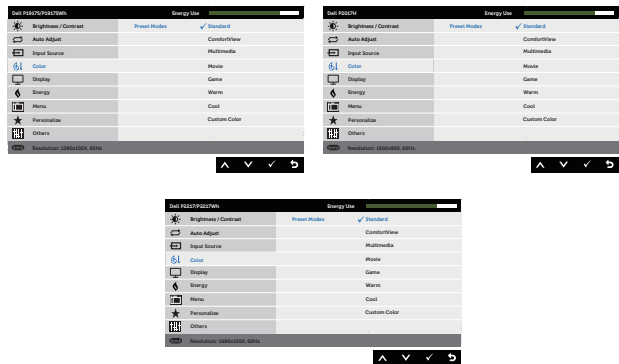 Dell P1917S/P1917SWh Energy Use
Brightness / Contrast Preset Modes ✓ Standard
Auto Adjust ComfortView
Input Source Multimedia
Color Movie
Display Game
Energy Warm
Menu Cool
Personalize Custom Color
Others
Resolution: 1280x1024, 60Hz
Dell P2017H Energy Use
Brightness / Contrast Preset Modes ✓ Standard
Auto Adjust ComfortView
Input Source Multimedia
Color Movie
Display Game
Energy Warm
Menu Cool
Personalize Custom Color
Others
Resolution: 1600x900, 60Hz
Dell P2217/P2217Wh Energy Use
Brightness / Contrast Preset Modes ✓ Standard
Auto Adjust ComfortView
Input Source Multimedia
Color Movie
Display Game
Energy Warm
Menu Cool
Personalize Custom Color
Others
Resolution: 1680x1050, 60Hz